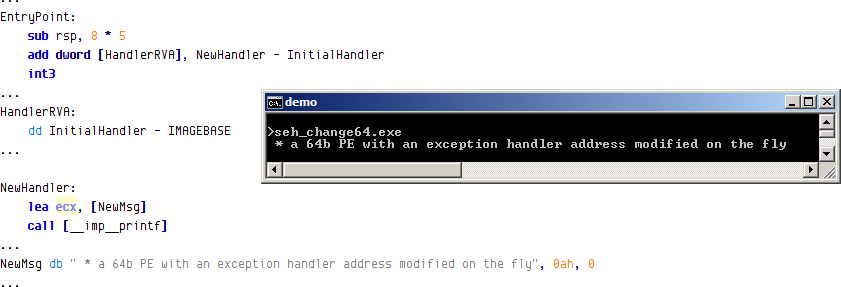 ...
EntryPoint:
sub rsp, 8 * 5
add dword [HandlerRVA], NewHandler - InitialHandler
int3
...
HandlerRVA:
dd InitialHandler - IMAGEBASE
...
NewHandler:
lea ecx, [NewMsg]
call [__imp__printf]
...
NewMsg db " * a 64b PE with an exception handler address modified on the fly", 0ah, 0
...
C:\.
demo
>seh_change64.exe
* a 64b PE with an exception handler address modified on the fly